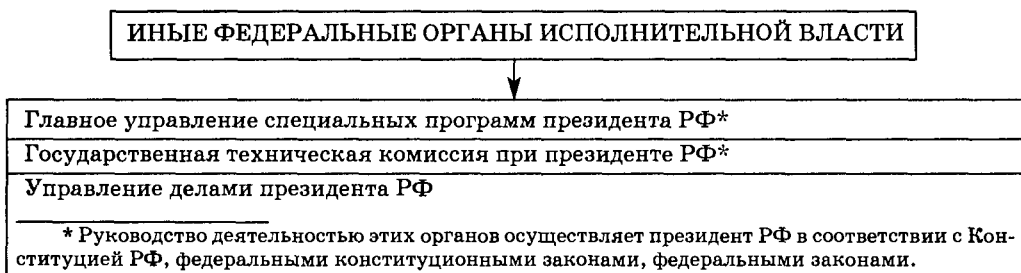 ИНЫЕ ФЕДЕРАЛЬНЫЕ ОРГАНЫ ИСПОЛНИТЕЛЬНОЙ ВЛАСТИ
Главное управление специальных программ президента РФ*
Государственная техническая комиссия при президенте РФ*
Управление делами президента РФ
* Руководство деятельностью этих органов осуществляет президент РФ в соответствии с Кон-
ституцией РФ, федеральными конституционными законами, федеральными законами.